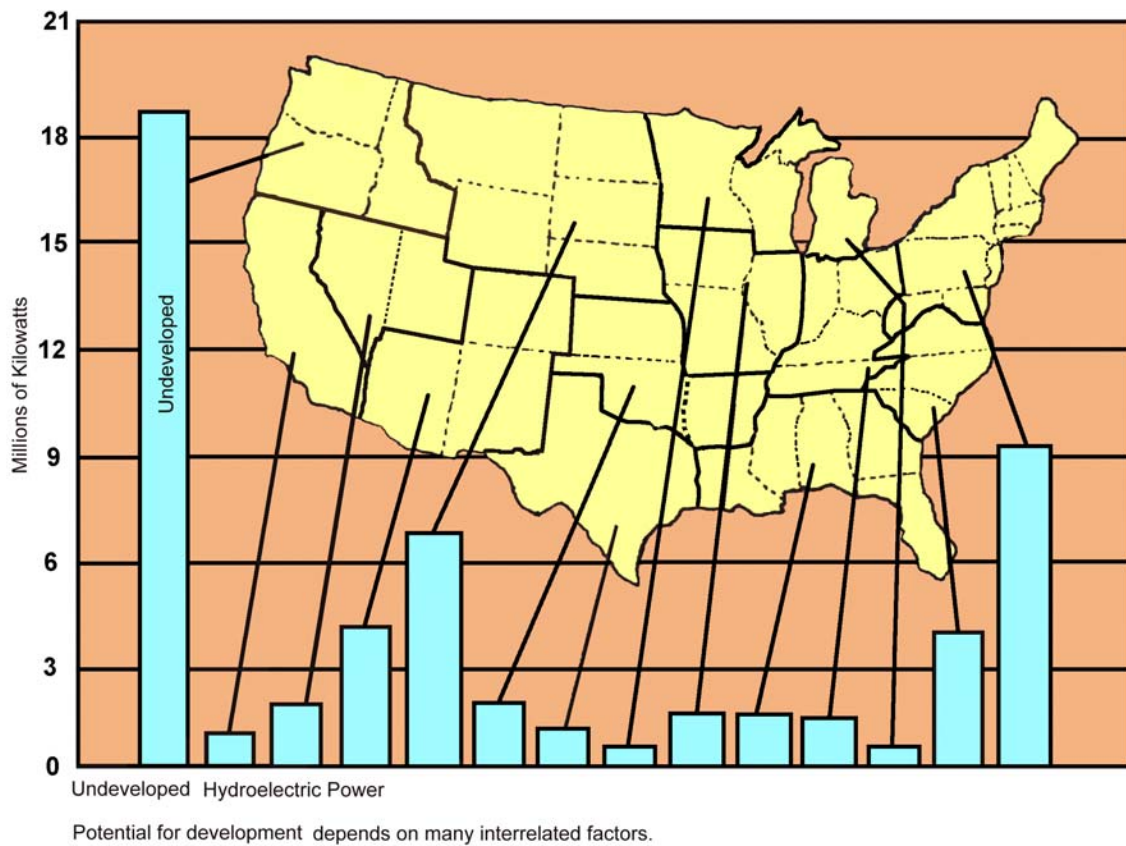 21
18
15
12
9
6
3
0
Millions of Kilowatts
Undeveloped
Undeveloped Hydroelectric Power
Potential for development depends on many interrelated factors.